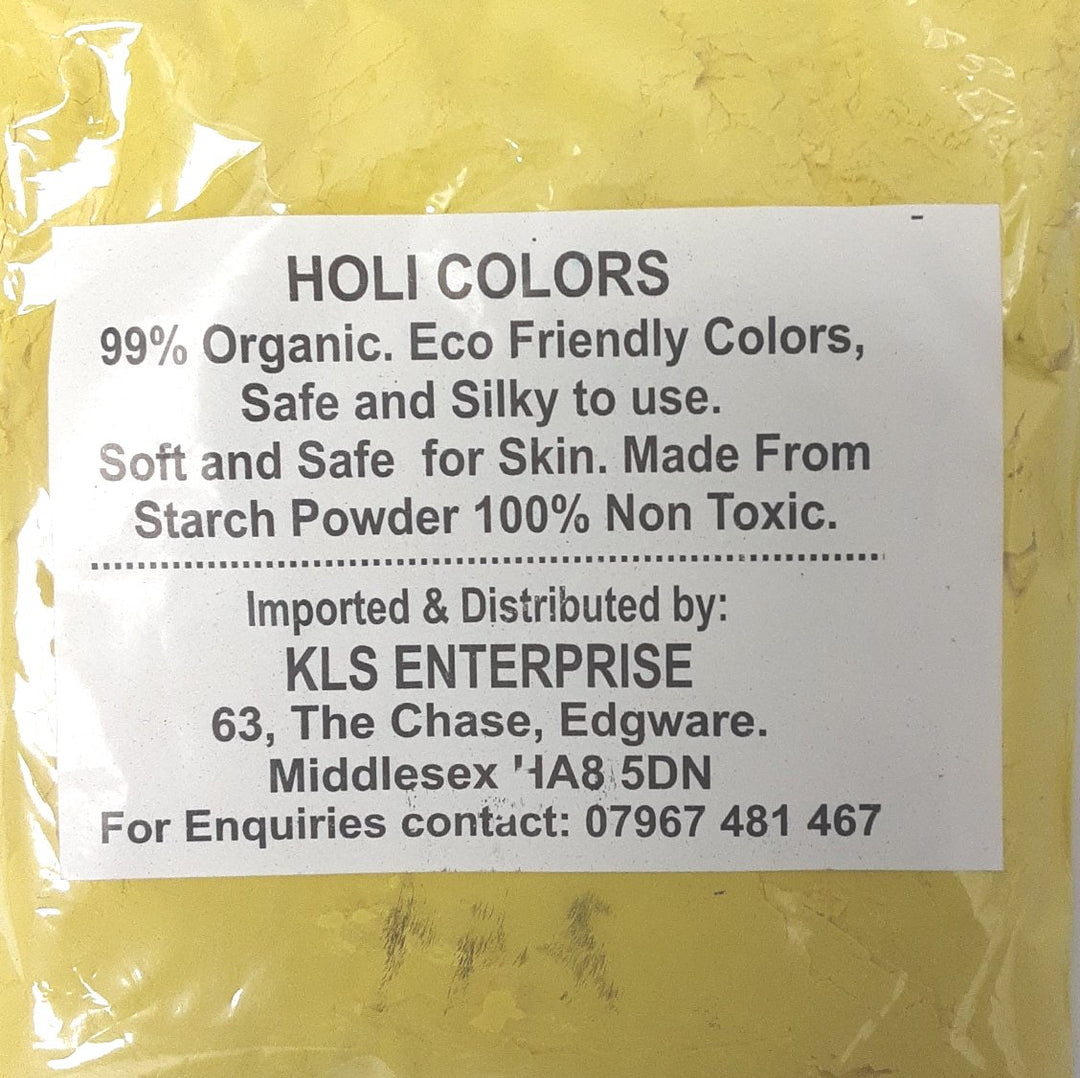 HOLI COLORS
99% Organic. Eco Friendly Colors,
Safe and Silky to use.
Soft and Safe for Skin. Made From
Starch Powder 100% Non Toxic.
Imported & Distributed by:
KLS ENTERPRISE
63, The Chase, Edgware.
Middlesex HA8 5DN
For Enquiries contact: 07967 481 467